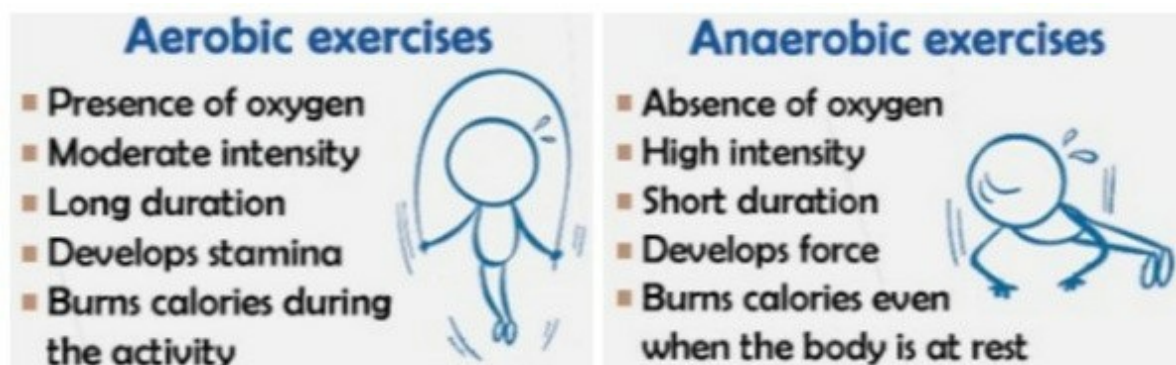 Aerobic exercises
Presence of oxygen
Moderate intensity
Long duration
Develops stamina
Burns calories during
the activity
Anaerobic exercises
Absence of oxygen
High intensity
Short duration
Develops force
Burns calories even
when the body is at rest